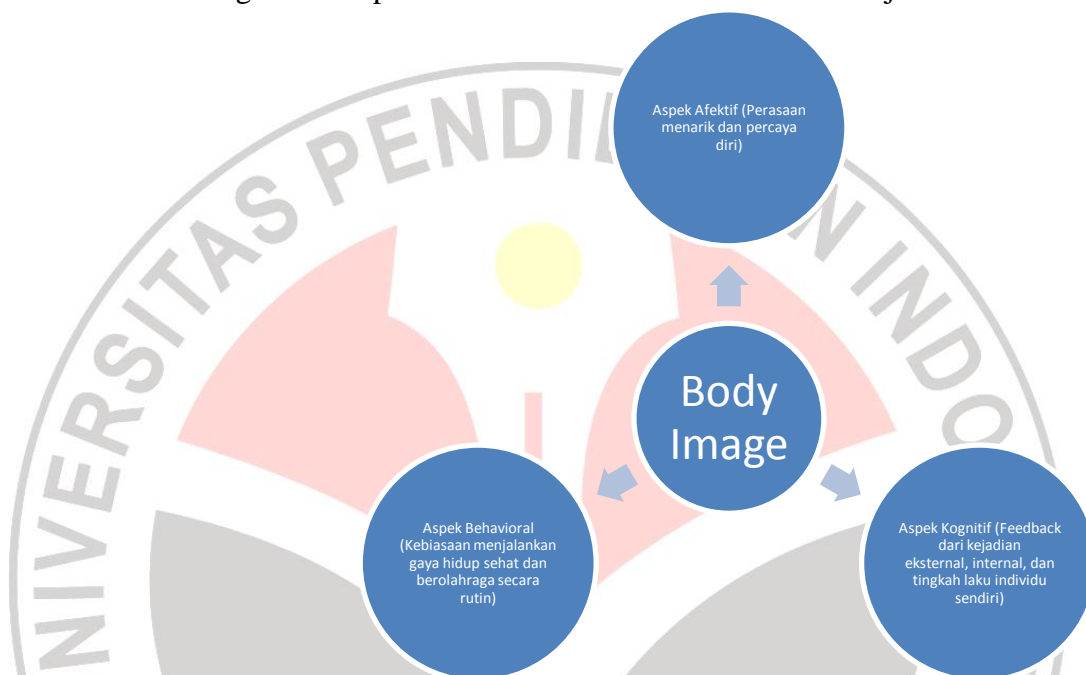 Aspek Afektif (Perasaan
menarik dan percaya
diri)
Body
Image
Aspek Behavioral
(Kebiasaan menjalankan
gaya hidup sehat dan
berolahraga secara
rutin)
Aspek Kognitif (Feedback
dari kejadian
eksternal, internal, dan
tingkah laku individu
sendiri)